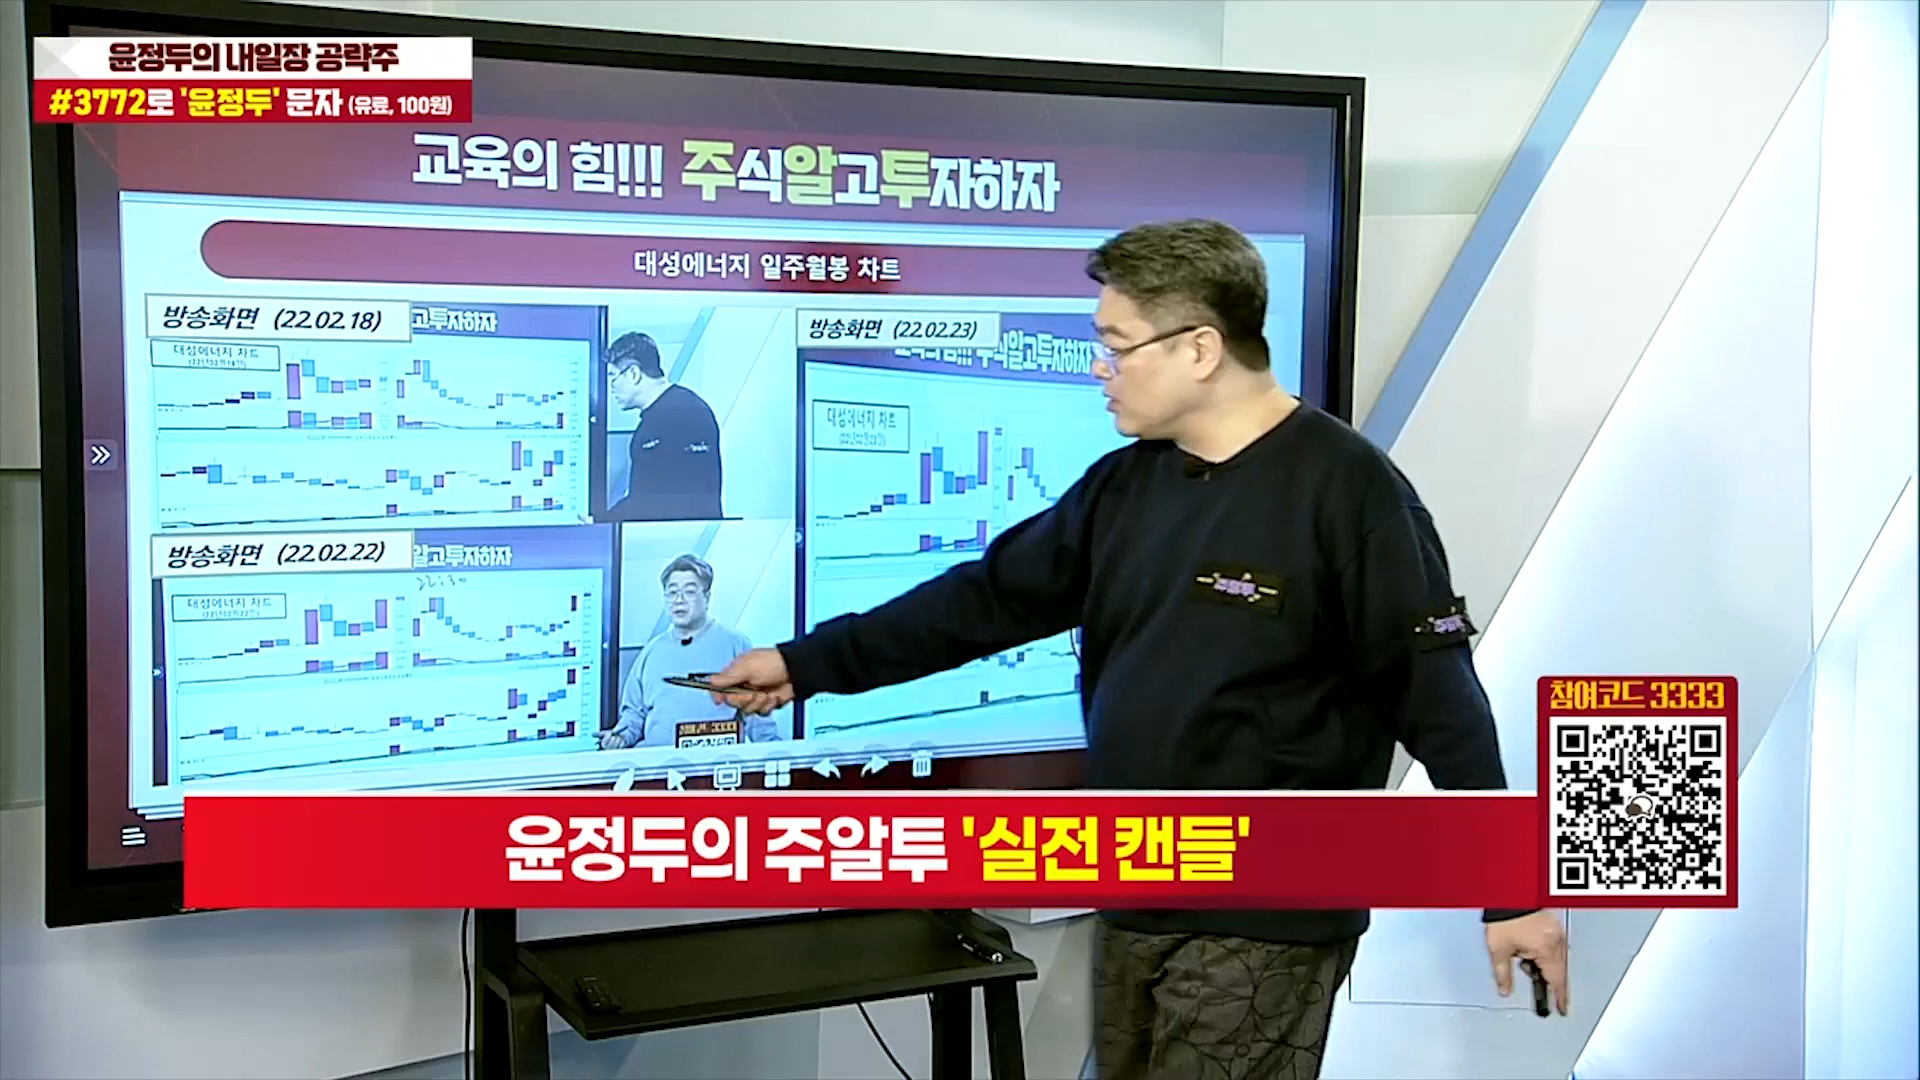 윤정두의 내일장 공략주
#3772로 '윤정두' 문자 (유료, 100원)
교육의 힘!!! 주식알고투자하자
대성에너지 일주월봉 차트
방송화면 (22.02.18)
고투자하자
대성에너지 차트
방송화면 (22.02.23)
주식알고투자하자
대성에너지 차트
방송화면 (22.02.22)
알고투자하자
22:30
대성에너지 차트
참여코드 3333
윤정두의 주알투 '실전 캔들'